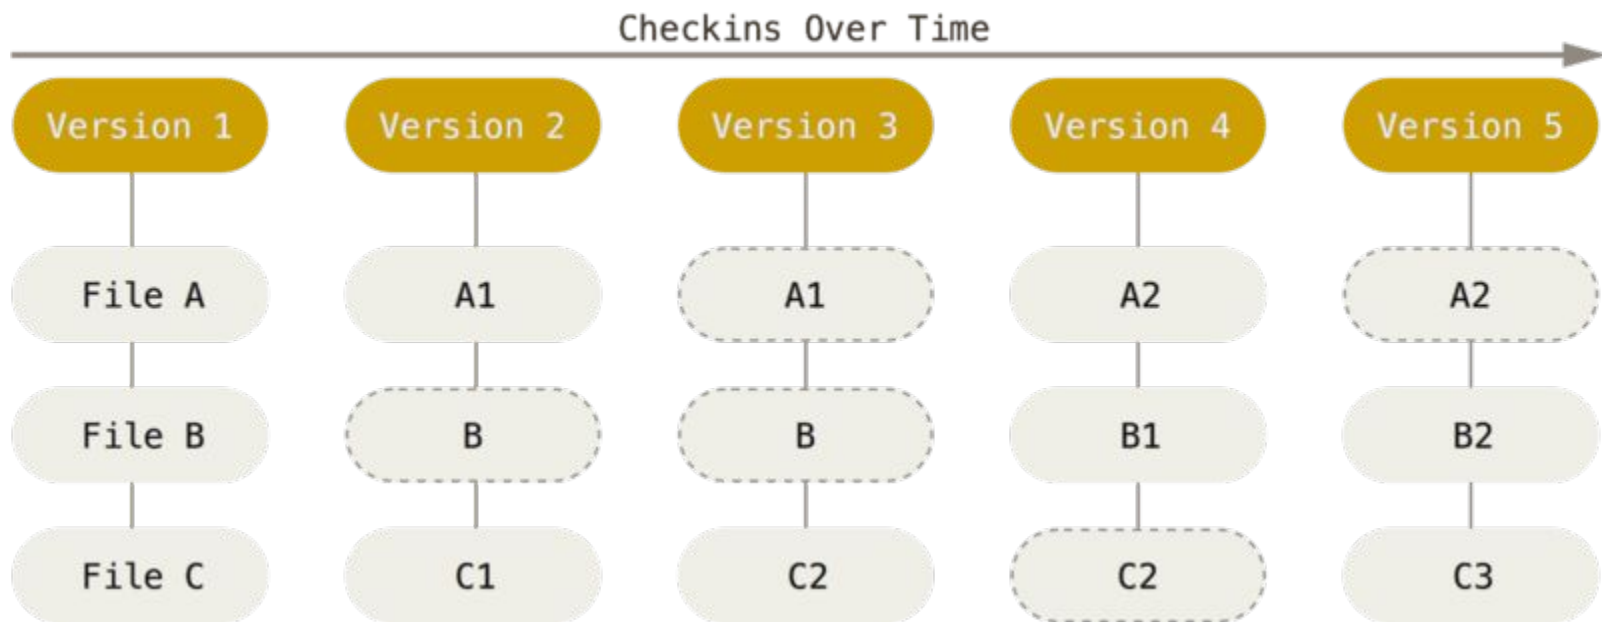 Checkins Over Time
Version 1 Version 2 Version 3 Version 4 Version 5
File A A1 A1 A2 A2
File B B B B1 B2
File C C1 C2 C2 C3